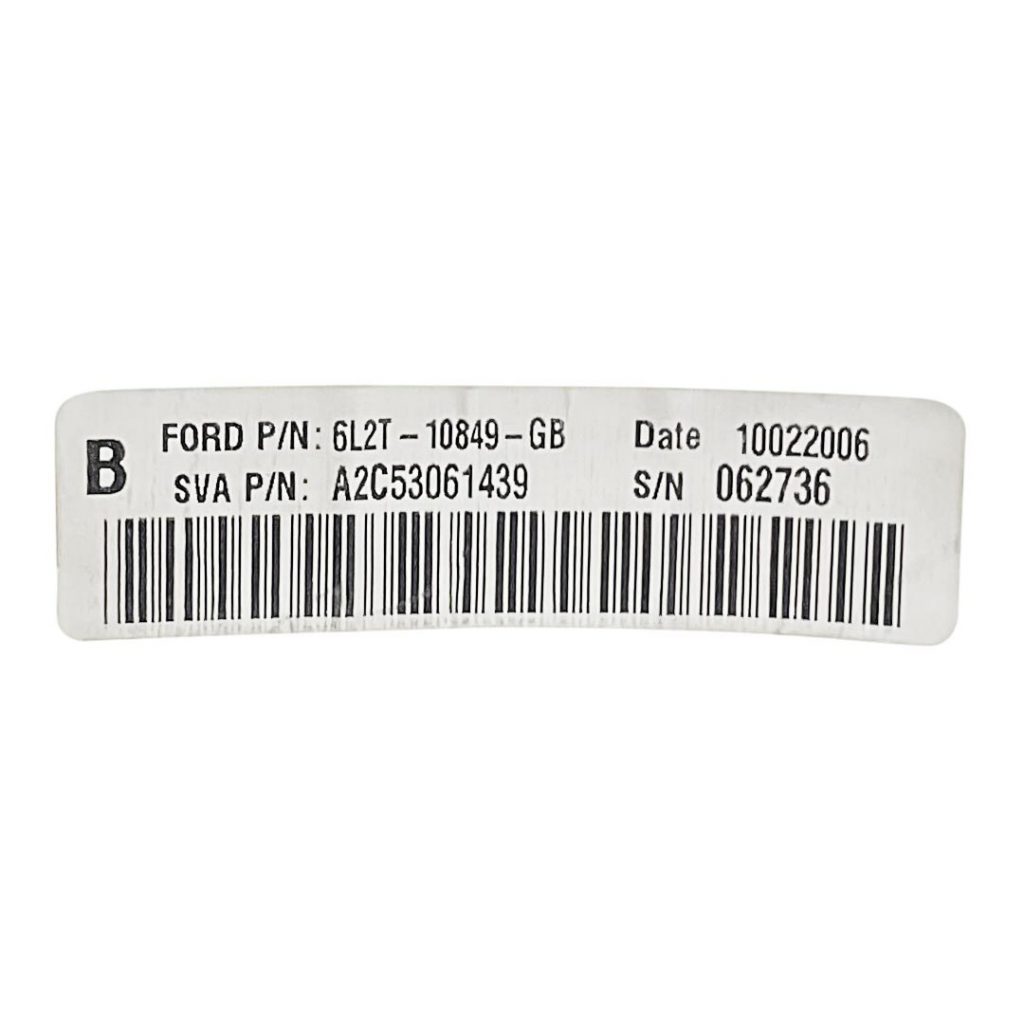 B
FORD P/N: 6L2T-10849-GB Date 10022006
SVA P/N: A2C53061439 S/N 062736